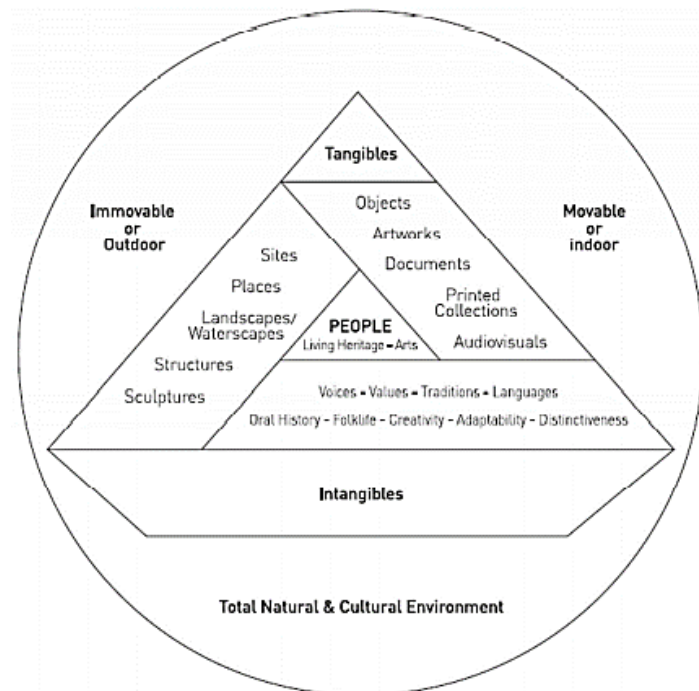 Tangibles
Immovable
or
Outdoor
Movable
or
indoor
Objects
Artworks
Documents
Printed
Collections
Audiovisuals
Sites
Places
Landscapes/
Waterscapes
Structures
Sculptures
PEOPLE
Living Heritage – Arts
Voices – Values – Traditions – Languages
Oral History – Folklife – Creativity – Adaptability – Distinctiveness
Intangibles
Total Natural & Cultural Environment